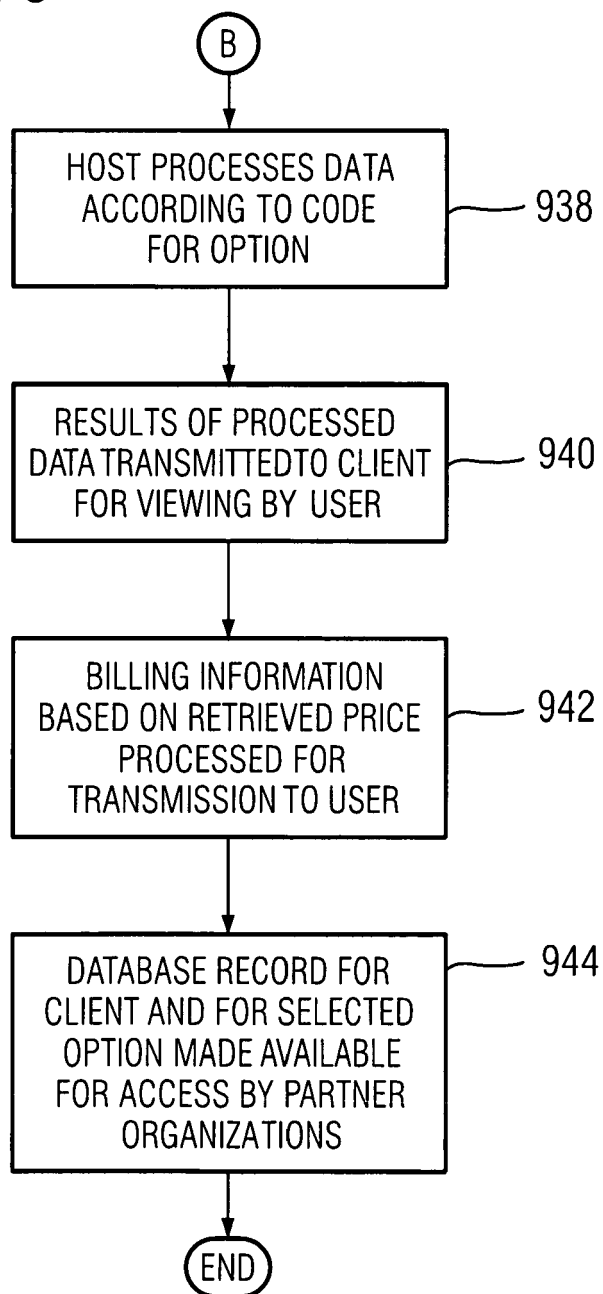 B
HOST PROCESSES DATA
ACCORDING TO CODE
FOR OPTION
938
RESULTS OF PROCESSED
DATA TRANSMITTEDTO CLIENT
FOR VIEWING BY USER
940
BILLING INFORMATION
BASED ON RETRIEVED PRICE
PROCESSED FOR
TRANSMISSION TO USER
942
DATABASE RECORD FOR
CLIENT AND FOR SELECTED
OPTION MADE AVAILABLE
FOR ACCESS BY PARTNER
ORGANIZATIONS
944
END